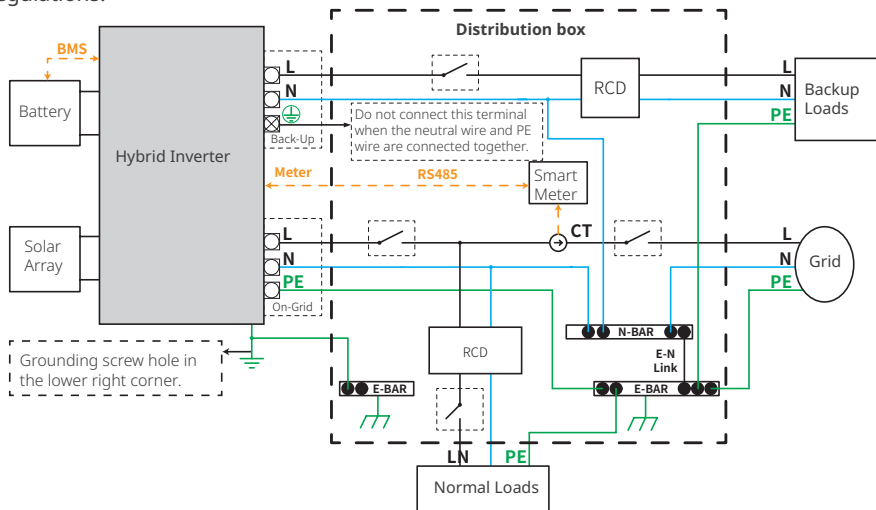 Distribution box
BMS
Battery
Hybrid Inverter
L
N
Back-Up
RCD
L
N
PE
Backup
Loads
Do not connect this terminal
when the neutral wire and PE
wire are connected together.
Meter
RS485
Smart
Meter
Solar
Array
L
N
PE
On-Grid
CT
L
N
PE
Grid
N-BAR
E-N
Link
RCD
Grounding screw hole in
the lower right corner.
E-BAR
E-BAR
LN
PE
Normal Loads